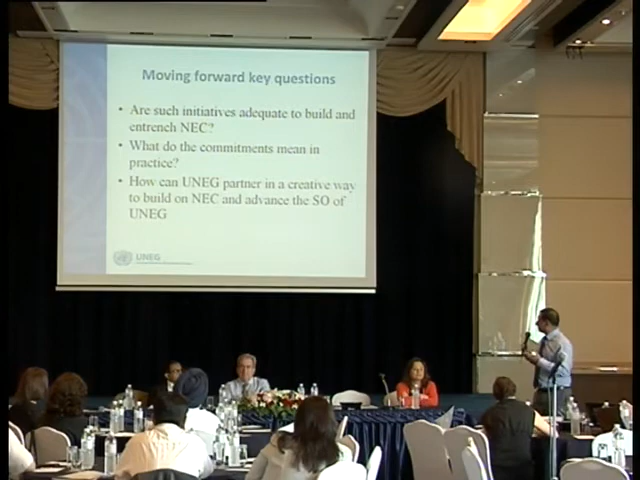 Moving forward key questions
• Are such initiatives adequate to build and
entrench NEC?
• What do the commitments mean in
practice?
• How can UNEG partner in a creative way
to build on NEC and advance the SO of
UNEG
UNEG